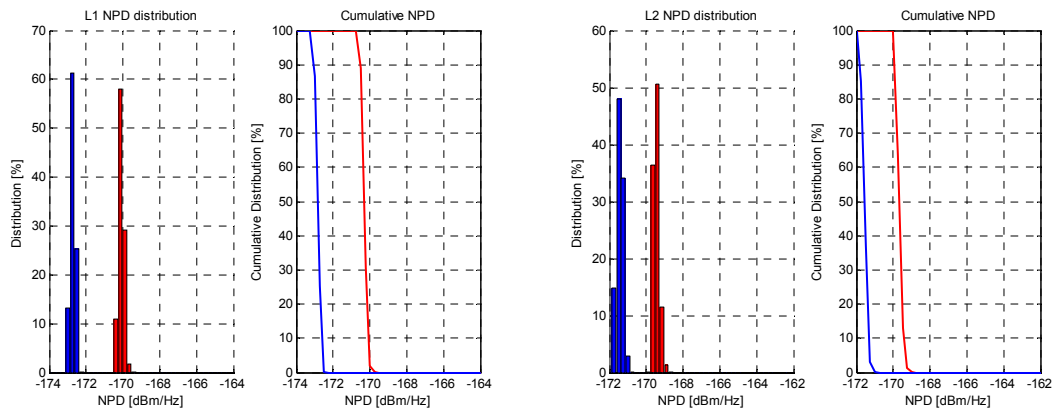 L1 NPD distribution
70
60
50
40
30
20
10
0
Distribution [%]
-174 -172 -170 -168 -166 -164
NPD [dBm/Hz]
Cumulative NPD
100
90
80
70
60
50
40
30
20
10
0
Cumulative Distribution [%]
-174 -172 -170 -168 -166 -164
NPD [dBm/Hz]
L2 NPD distribution
60
50
40
30
20
10
0
Distribution [%]
-172 -170 -168 -166 -164 -162
NPD [dBm/Hz]
Cumulative NPD
100
90
80
70
60
50
40
30
20
10
0
Cumulative Distribution [%]
-172 -170 -168 -166 -164 -162
NPD [dBm/Hz]